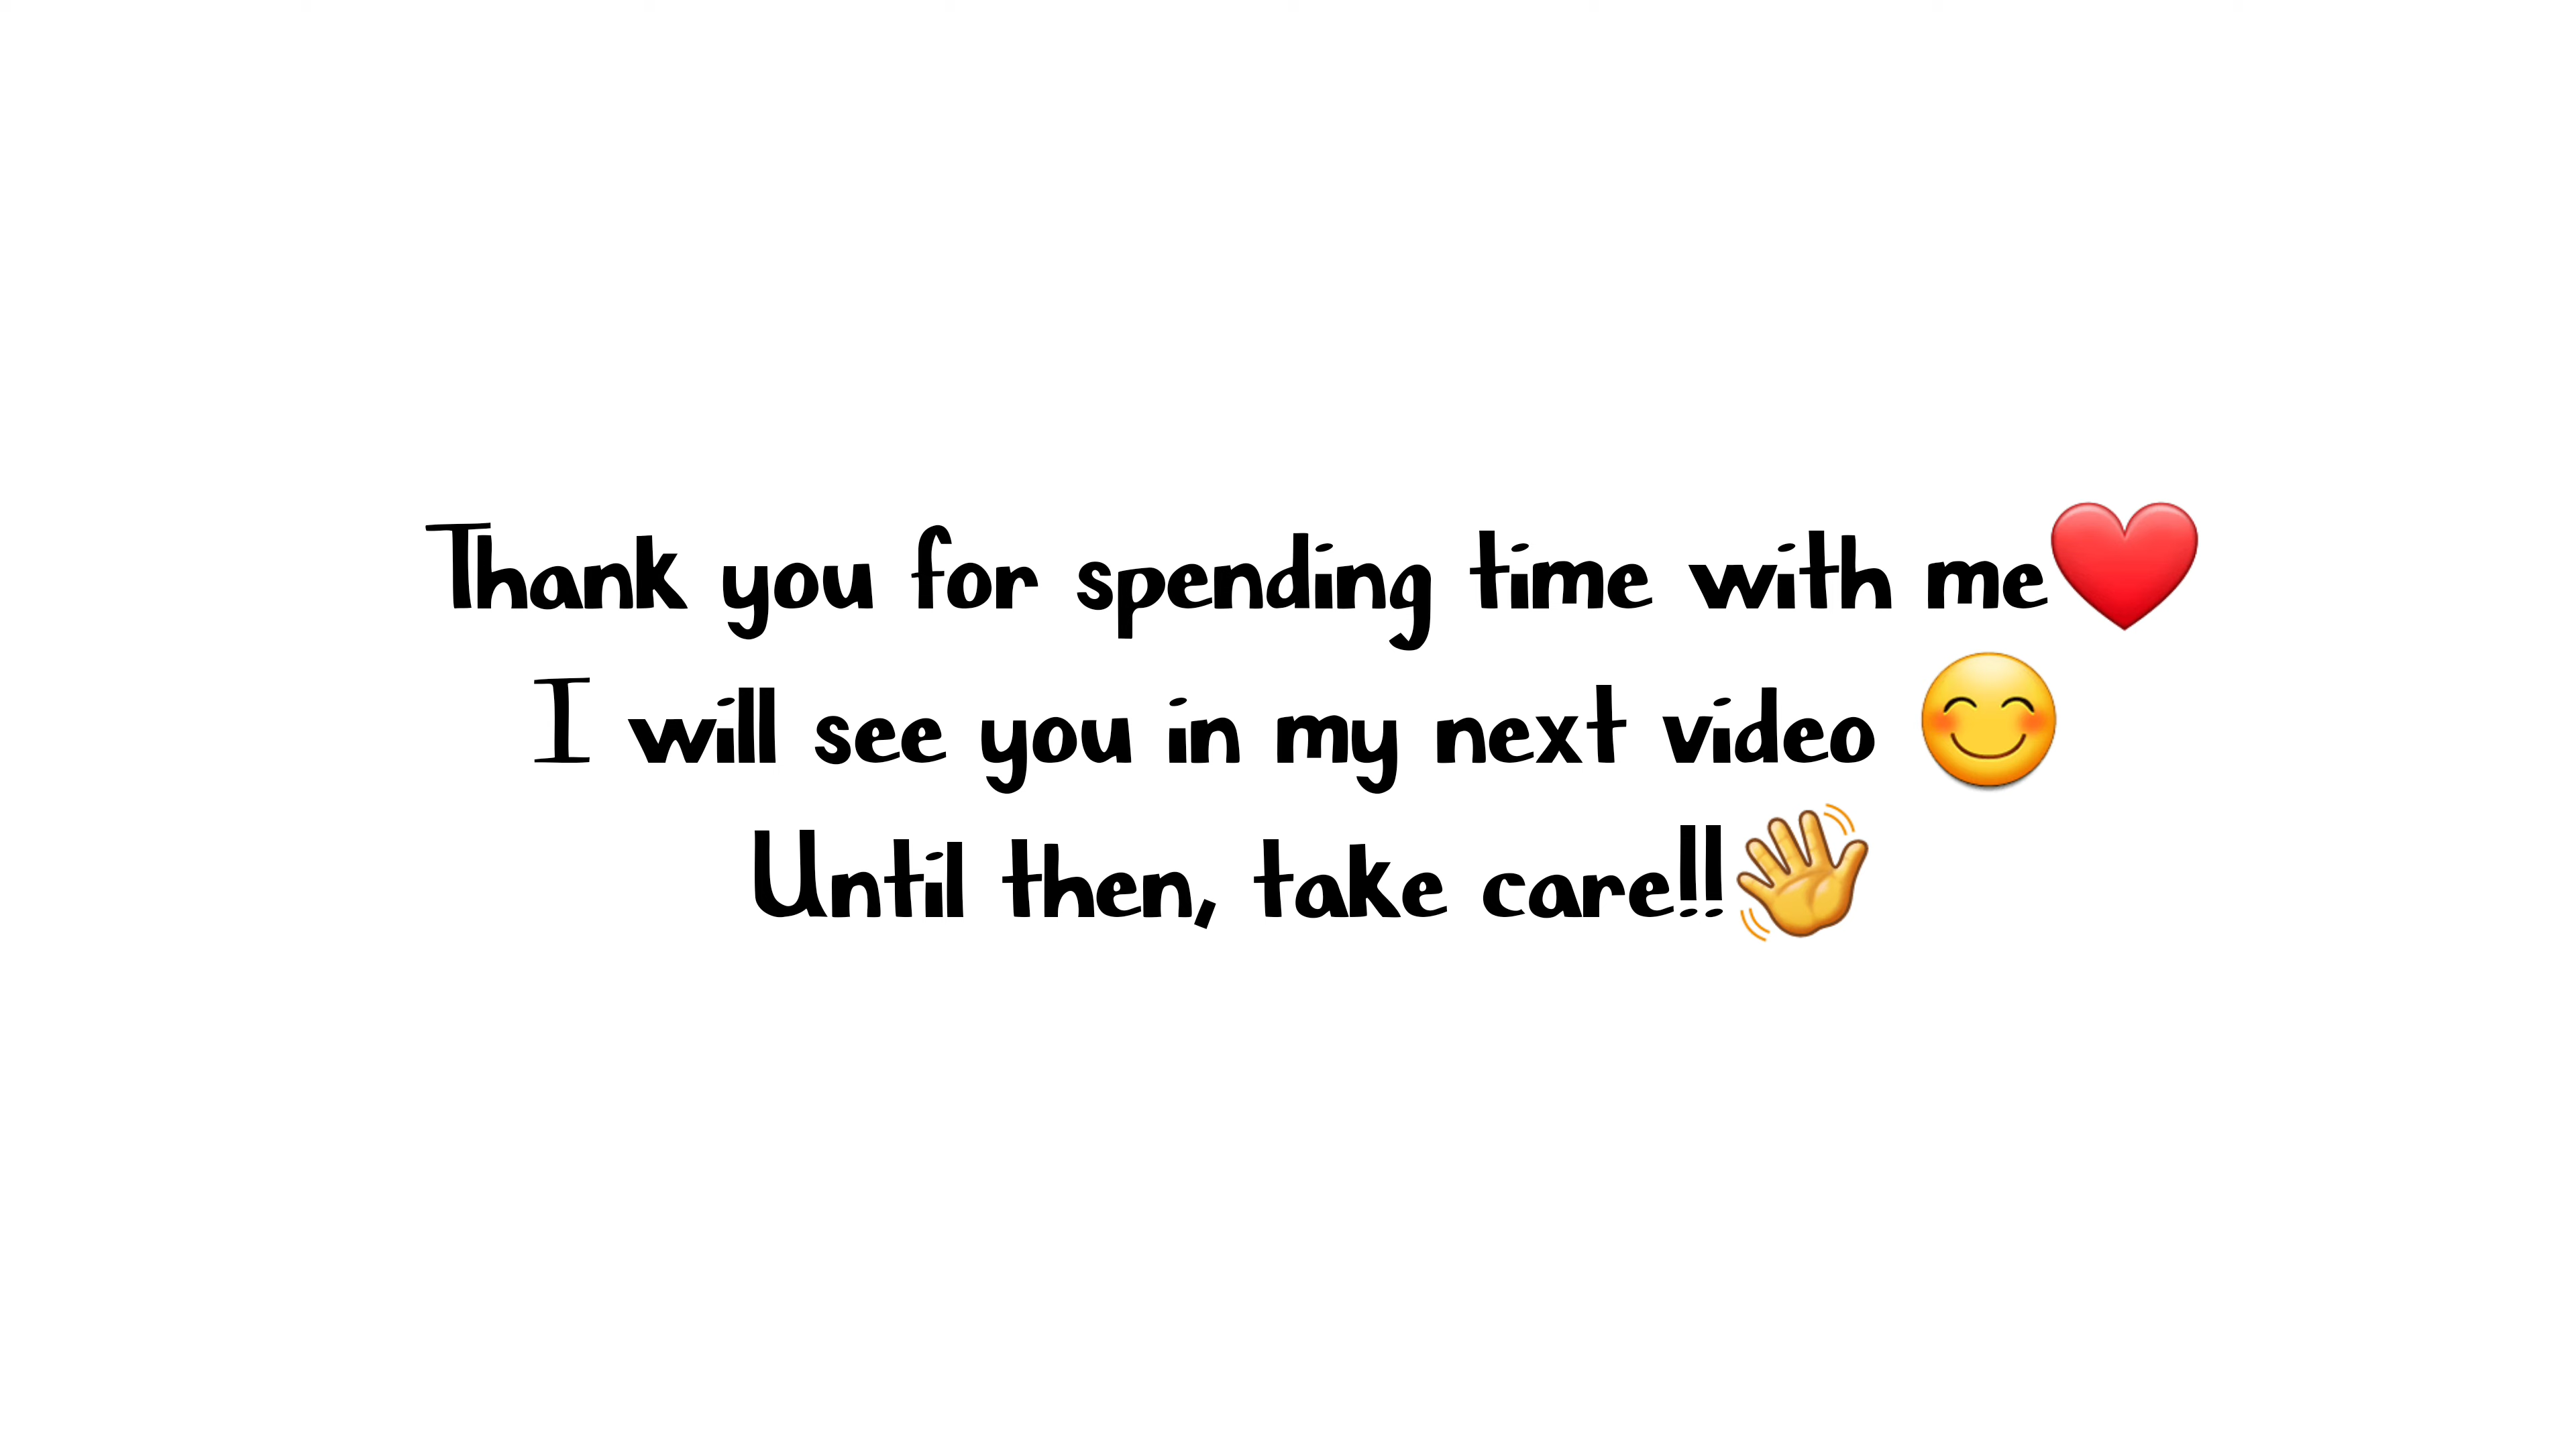 Thank you for spending time with me❤️
I will see you in my next video 😊
Until then, take care!!👋